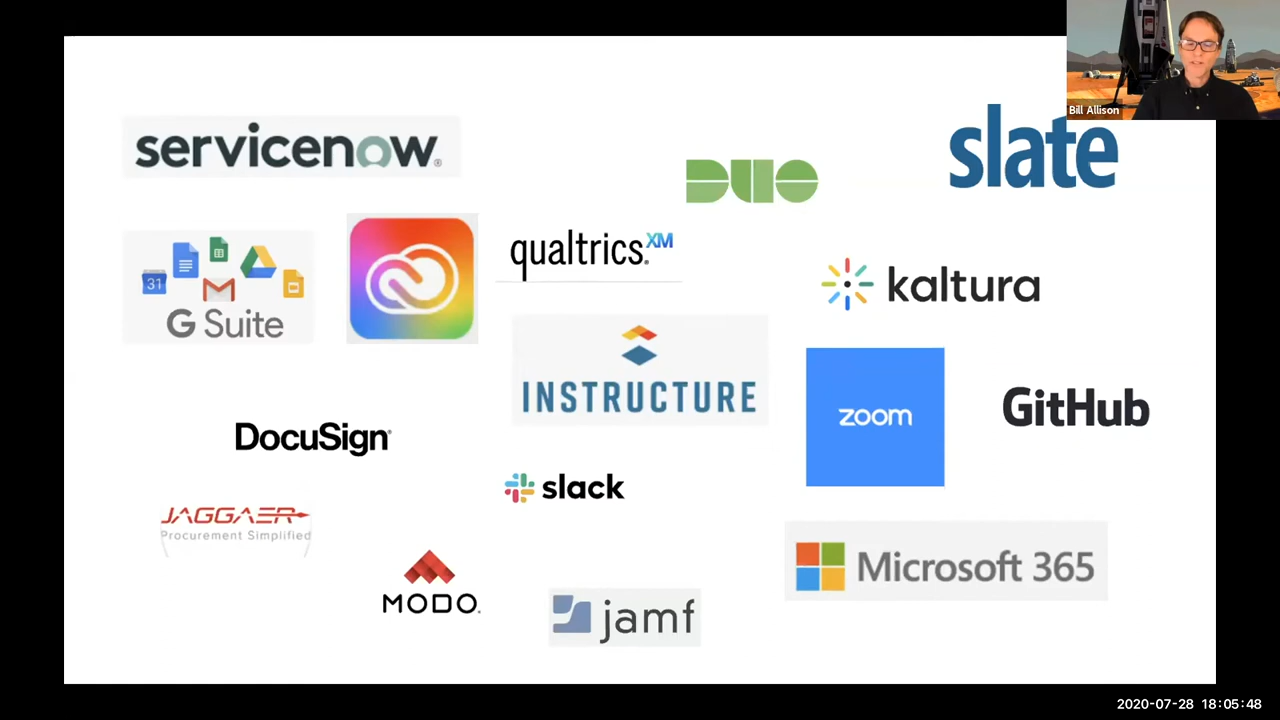 Bill Allison
servicenow®
DUO
slate
31
G Suite
qualtrics.XM
kaltura
INSTRUCTURE
zoom
GitHub
DocuSign®
slack
JAGGAER
Procurement Simplified
MODO.
jamf
Microsoft 365
2020-07-28 18:05:48